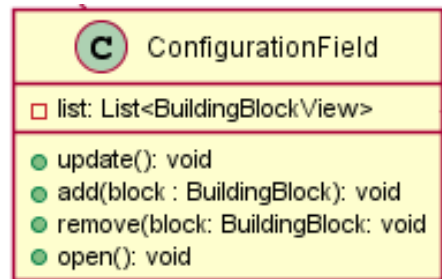 C ConfigurationField
list: List<BuildingBlockView>
update(): void
add(block : BuildingBlock): void
remove(block: BuildingBlock: void
open(): void